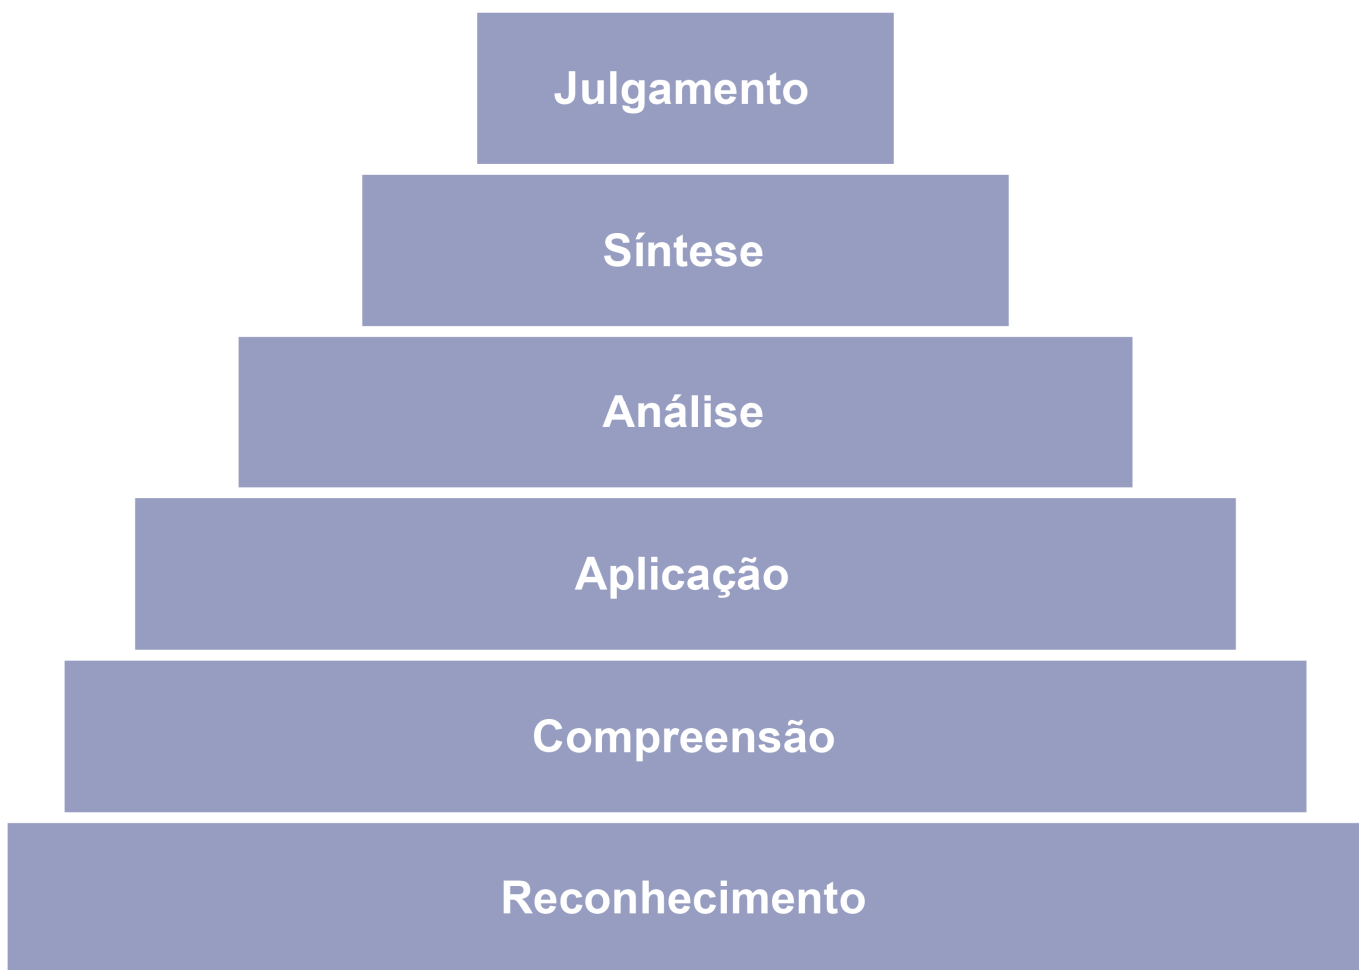 Julgamento
Síntese
Análise
Aplicação
Compreensão
Reconhecimento